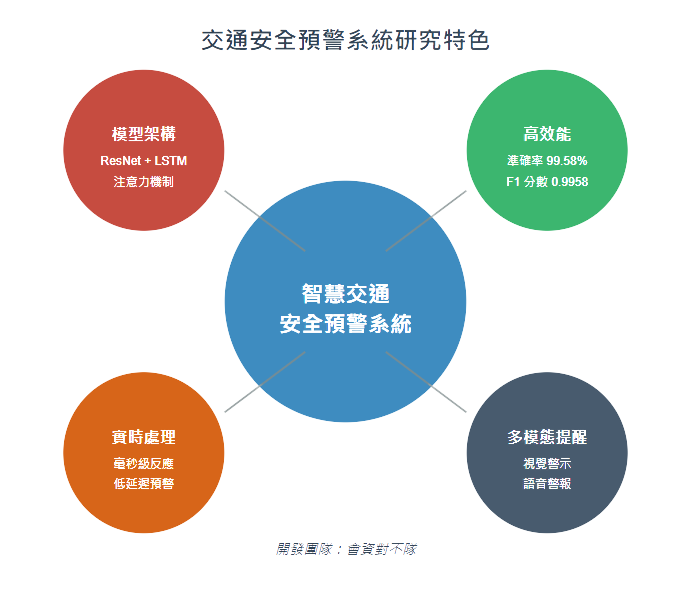 交通安全預警系統研究特色
模型架構
ResNet + LSTM
注意力機制
高效能
準確率 99.58%
F1 分數 0.9958
智慧交通
安全預警系統
實時處理
毫秒級反應
低延遲預警
多模態提醒
視覺警示
語音警報
開發團隊：會資對不隊